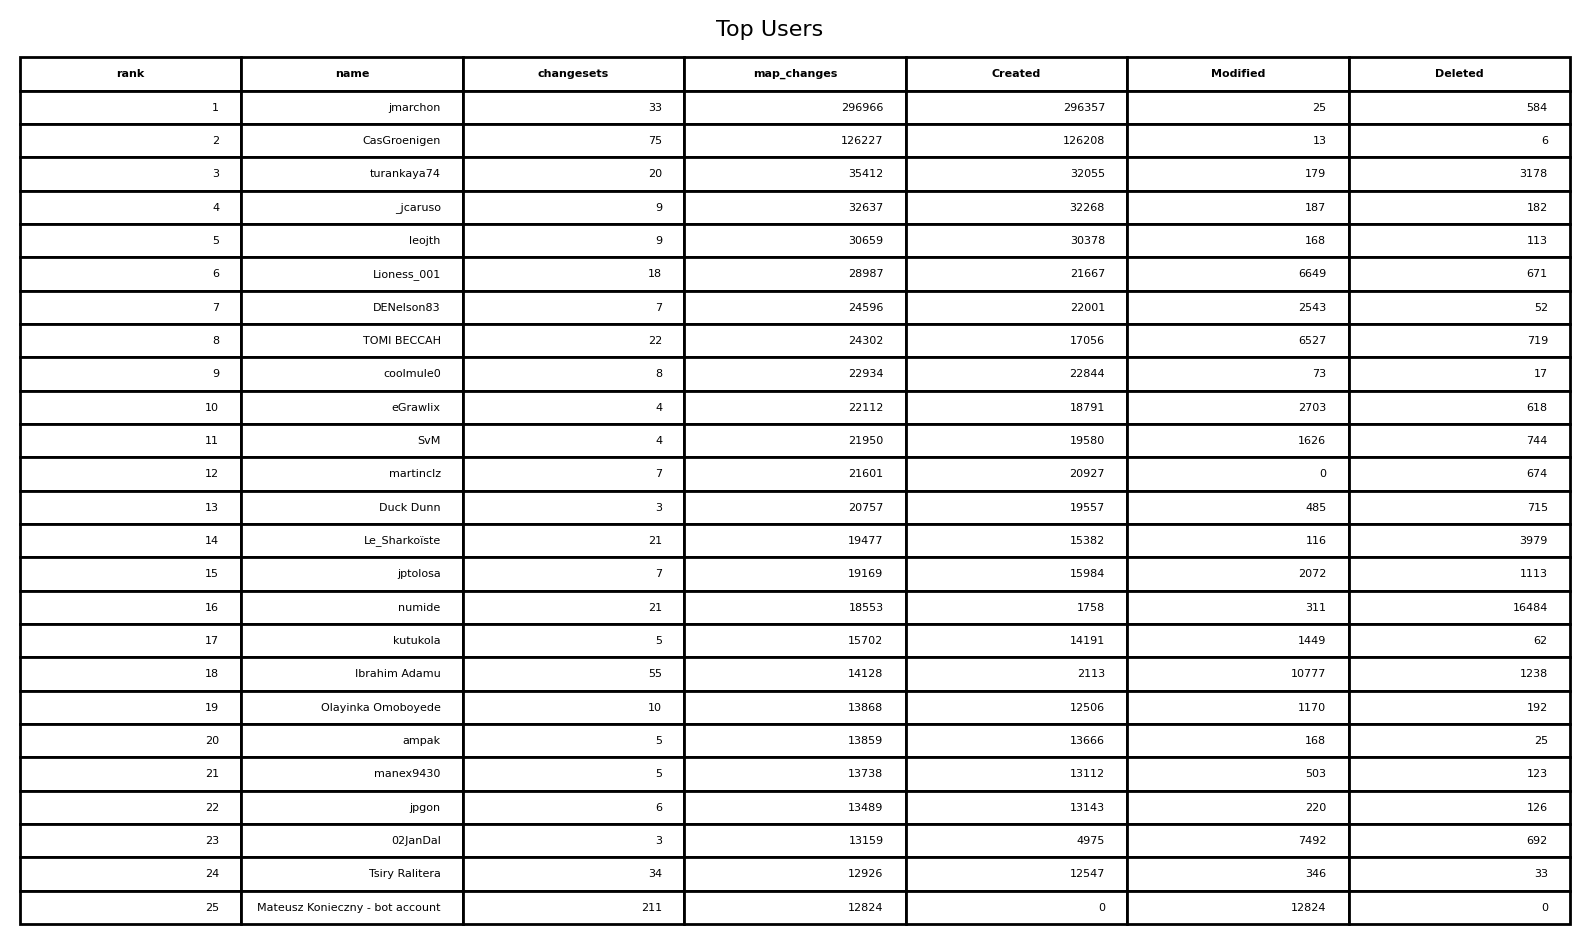 Top Users
rank name changesets map_changes Created Modified Deleted
1 jmarchon 33 296966 296357 25 584
2 CasGroenigen 75 126227 126208 13 6
3 turankaya74 20 35412 32055 179 3178
4 _jcaruso 9 32637 32268 187 182
5 leojth 9 30659 30378 168 113
6 Lioness_001 18 28987 21667 6649 671
7 DENelson83 7 24596 22001 2543 52
8 TOMI BECCAH 22 24302 17056 6527 719
9 coolmule0 8 22934 22844 73 17
10 eGrawlix 4 22112 18791 2703 618
11 SvM 4 21950 19580 1626 744
12 martinclz 7 21601 20927 0 674
13 Duck Dunn 3 20757 19557 485 715
14 Le_Sharkoïste 21 19477 15382 116 3979
15 jptolosa 7 19169 15984 2072 1113
16 numide 21 18553 1758 311 16484
17 kutukola 5 15702 14191 1449 62
18 Ibrahim Adamu 55 14128 2113 10777 1238
19 Olayinka Omoboyede 10 13868 12506 1170 192
20 ampak 5 13859 13666 168 25
21 manex9430 5 13738 13112 503 123
22 jpgon 6 13489 13143 220 126
23 02JanDal 3 13159 4975 7492 692
24 Tsiry Ralitera 34 12926 12547 346 33
25 Mateusz Konieczny - bot account 211 12824 0 12824 0